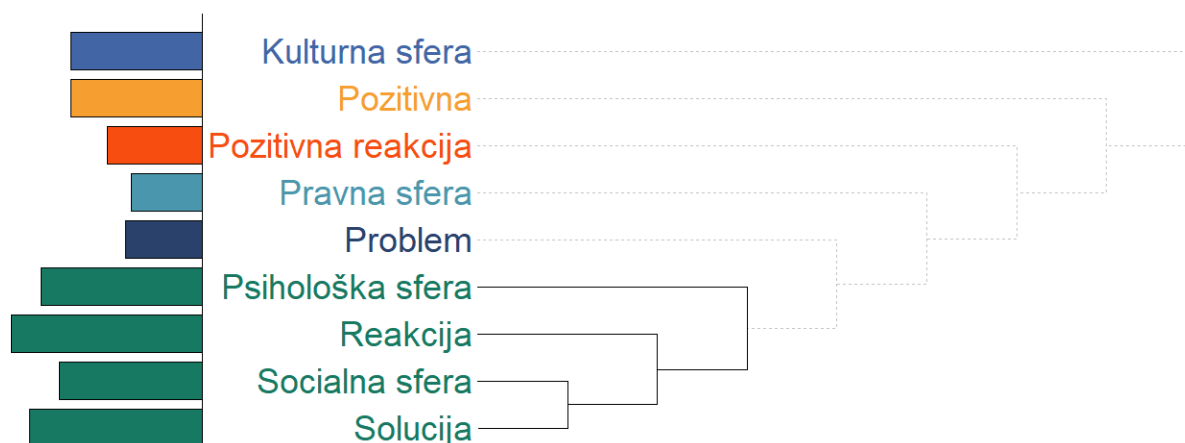 Kulturna sfera
Pozitivna
Pozitivna reakcija
Pravna sfera
Problem
Psihološka sfera
Reakcija
Socialna sfera
Solucija